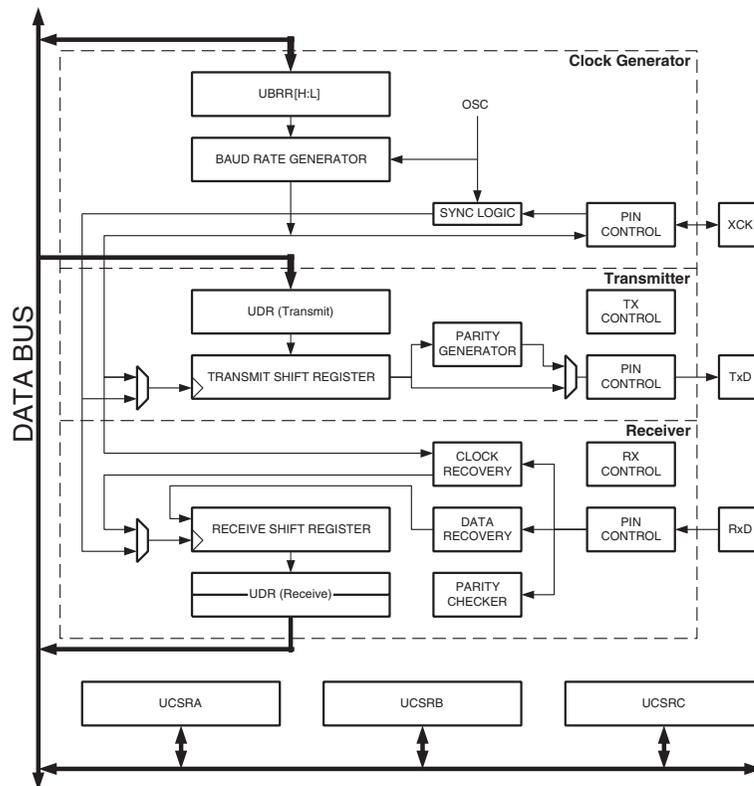 Clock Generator
UBRR[H:L]
OSC
BAUD RATE GENERATOR
SYNC LOGIC
PIN
CONTROL
XCK
DATA BUS
Transmitter
UDR (Transmit)
TX
CONTROL
PARITY
GENERATOR
TRANSMIT SHIFT REGISTER
PIN
CONTROL
TxD
Receiver
CLOCK
RECOVERY
RX
CONTROL
RECEIVE SHIFT REGISTER
DATA
RECOVERY
PIN
CONTROL
RxD
UDR (Receive)
PARITY
CHECKER
UCSRA
UCSRB
UCSRC